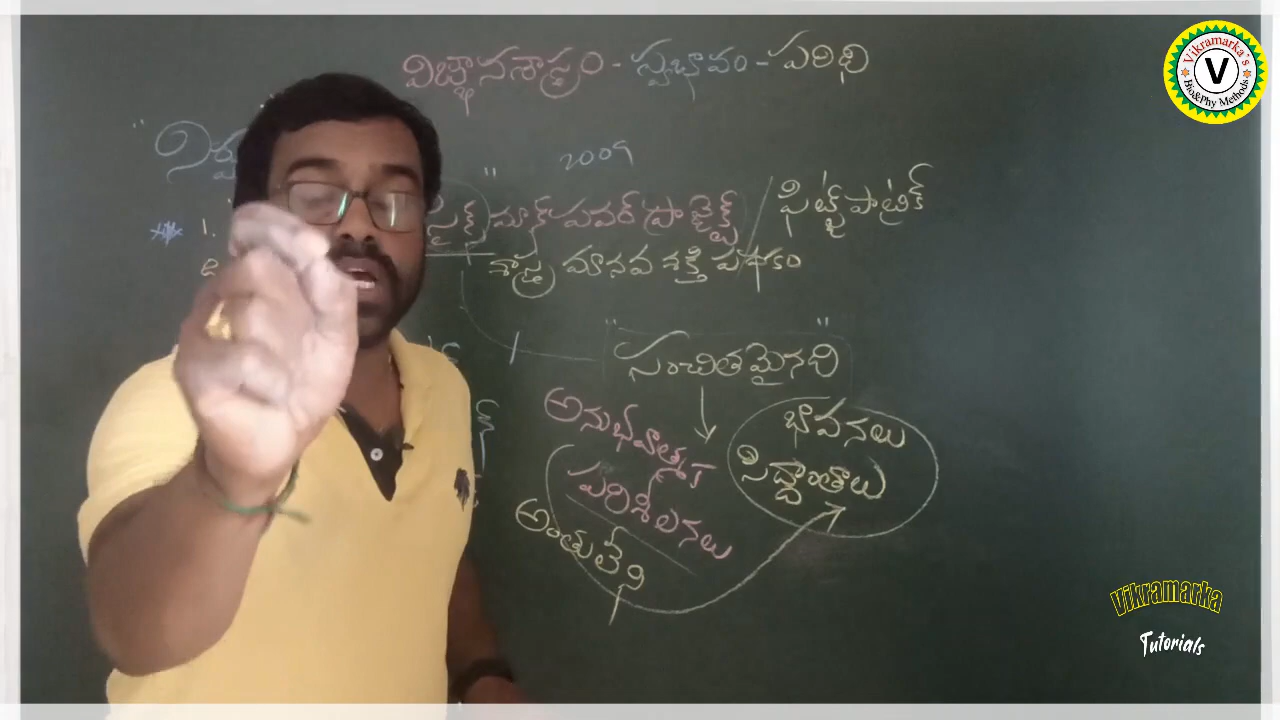 విజ్ఞానశాస్త్రం - స్వభావం - పరిధి
2009
1. సైన్స్ మ్యాన్ పవర్ ప్రాజెక్ట్ / ఫిట్జ్ పాట్రిక్
శాస్త్ర మానవ శక్తి పథకం
"సంచితమైనది"
అనుభవాత్మక
పరిశీలనలు
అంతులేని
భావనలు
సిద్ధాంతాలు
Vikramarka's
V
Bio&Phy Methods
Vikramarka
Tutorials